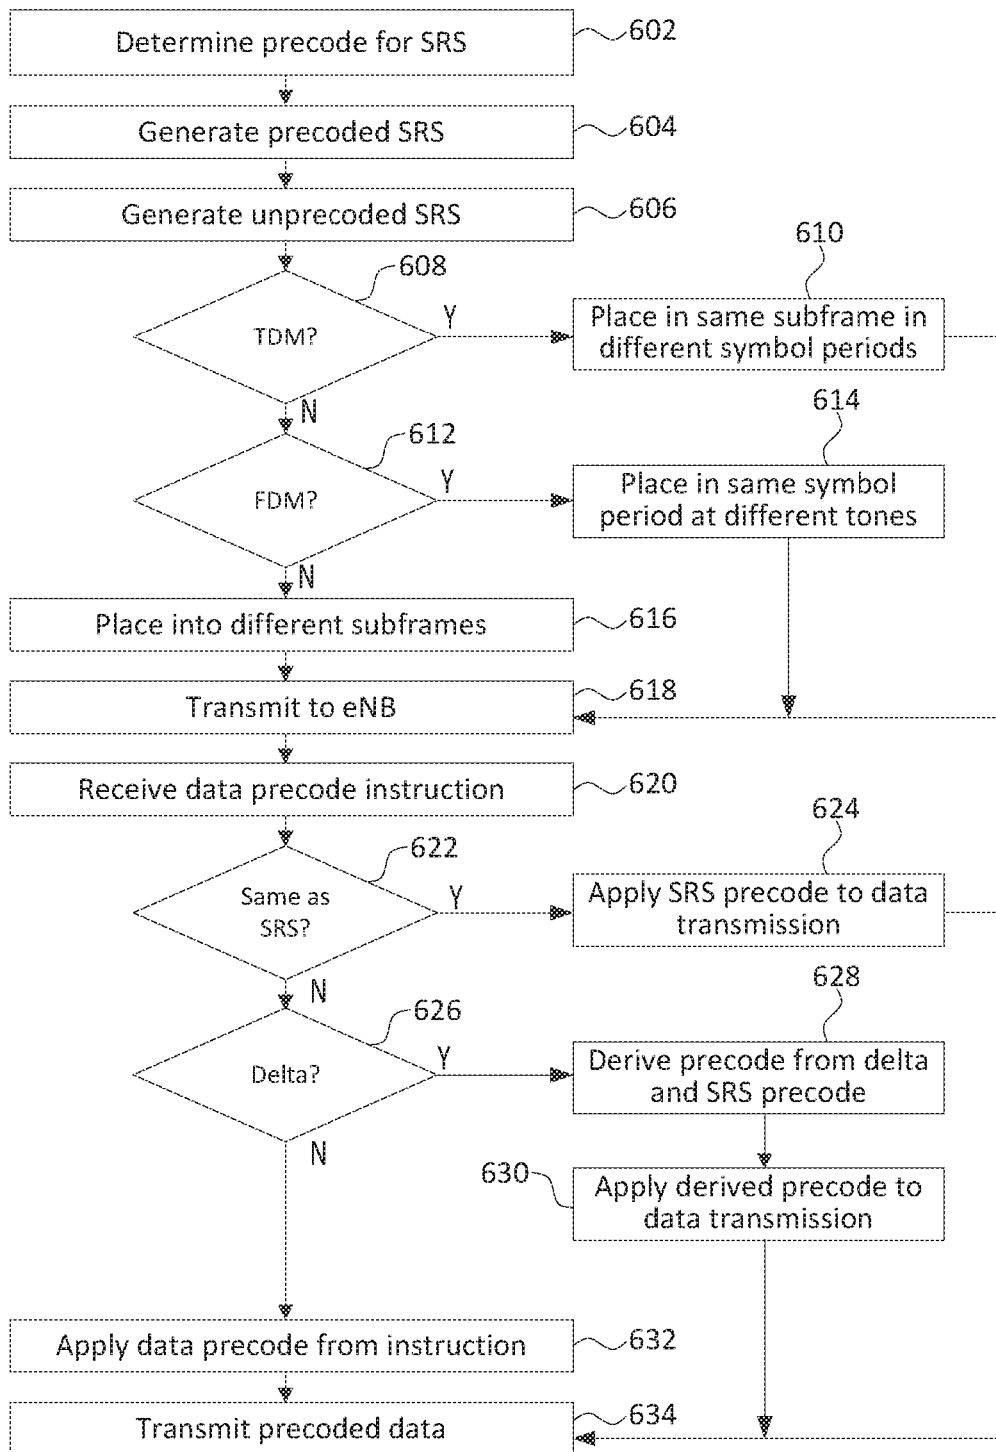 Determine precode for SRS
602
Generate precoded SRS
604
Generate unprecoded SRS
606
608
TDM?
Y
610
Place in same subframe in
different symbol periods
N
612
FDM?
Y
614
Place in same symbol
period at different tones
N
Place into different subframes
616
Transmit to eNB
618
Receive data precode instruction
620
622
Same as
SRS?
Y
624
Apply SRS precode to data
transmission
N
626
Delta?
Y
628
Derive precode from delta
and SRS precode
N
630
Apply derived precode to
data transmission
Apply data precode from instruction
632
Transmit precoded data
634